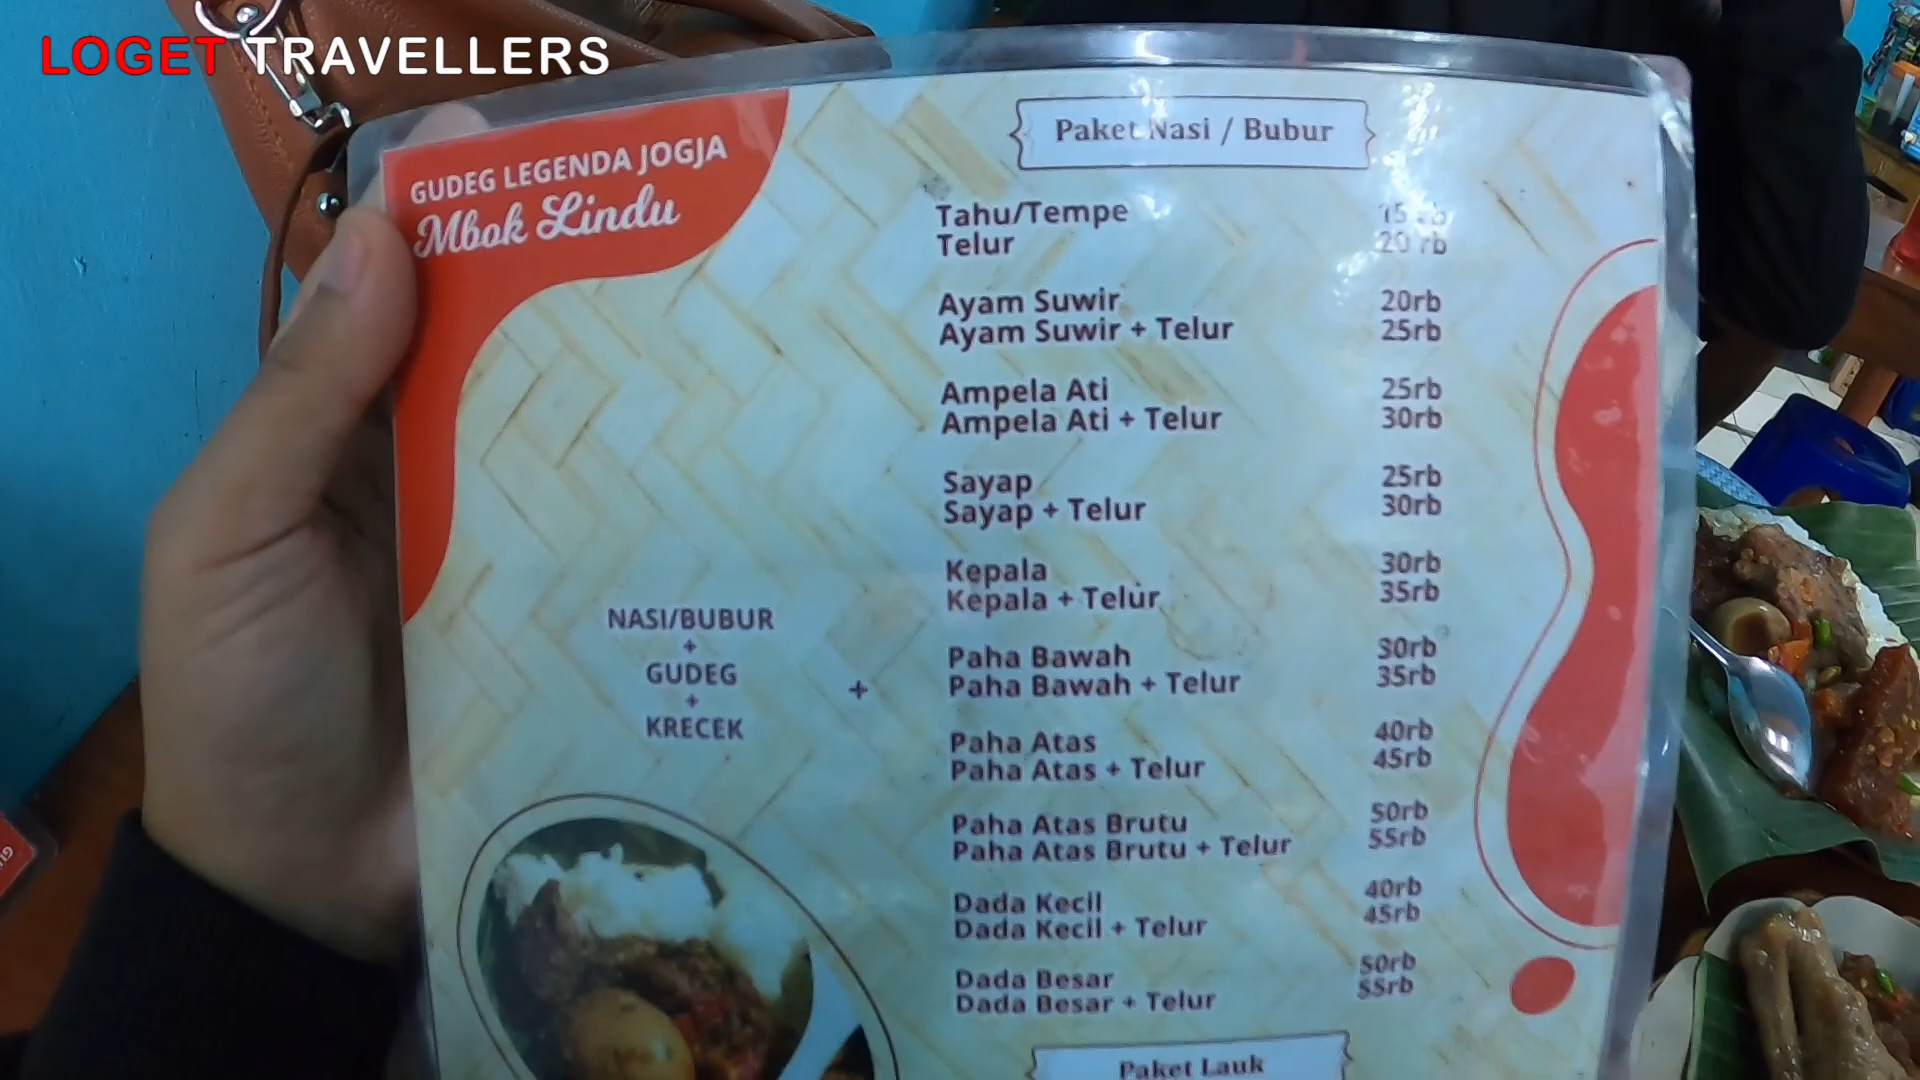 LOGET TRAVELLERS
GUDEG LEGENDA JOGJA
Mbok Lindu
Paket Nasi / Bubur
Tahu/Tempe 15 rb
Telur 20 rb
Ayam Suwir 20rb
Ayam Suwir + Telur 25rb
Ampela Ati 25rb
Ampela Ati + Telur 30rb
Sayap 25rb
Sayap + Telur 30rb
Kepala 30rb
Kepala + Telur 35rb
Paha Bawah 30rb
Paha Bawah + Telur 35rb
Paha Atas 40rb
Paha Atas + Telur 45rb
Paha Atas Brutu 50rb
Paha Atas Brutu + Telur 55rb
Dada Kecil 40rb
Dada Kecil + Telur 45rb
Dada Besar 50rb
Dada Besar + Telur 55rb
NASI/BUBUR
+
GUDEG
+
KRECEK
+
Paket Lauk